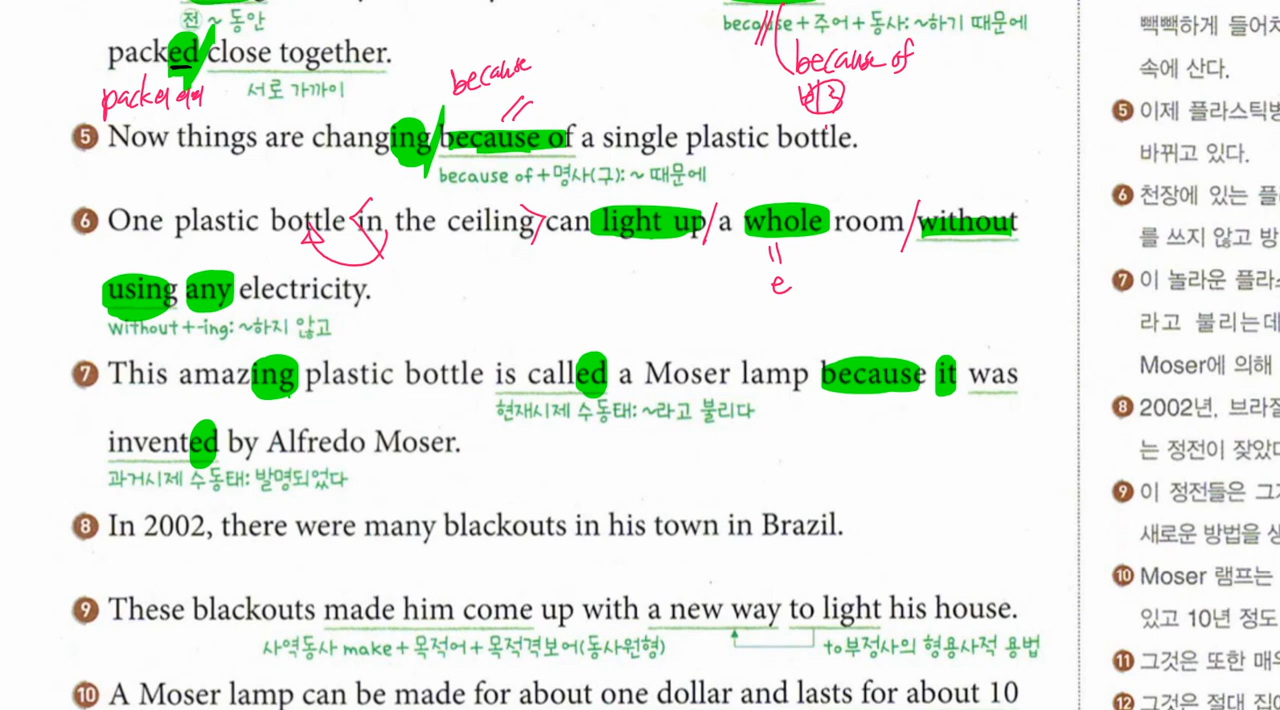 전 ~ 동안
because+주어+동사: ~하기 때문에
packed close together.
because
because of
서로 가까이
5 Now things are changing because of a single plastic bottle.
because of+명사(구): ~ 때문에
6 One plastic bottle in the ceiling can light up a whole room without
e
using any electricity.
without+-ing: ~하지 않고
7 This amazing plastic bottle is called a Moser lamp because it was
현재시제 수동태: ~라고 불리다
invented by Alfredo Moser.
과거시제 수동태: 발명되었다
8 In 2002, there were many blackouts in his town in Brazil.
9 These blackouts made him come up with a new way to light his house.
사역동사 make+목적어+목적격보어(동사원형)
to부정사의 형용사적 용법
10 A Moser lamp can be made for about one dollar and lasts for about 10
빽빽하게 들어차
속에 산다.
5 이제 플라스틱병
바뀌고 있다.
6 천장에 있는 플
를 쓰지 않고 방
7 이 놀라운 플라스
라고 불리는데
Moser에 의해
8 2002년, 브라질
는 정전이 잦았다
9 이 정전들은 그
새로운 방법을 생
10 Moser 램프는
있고 10년 정도
11 그것은 또한 매우
12 그것은 절대 집에